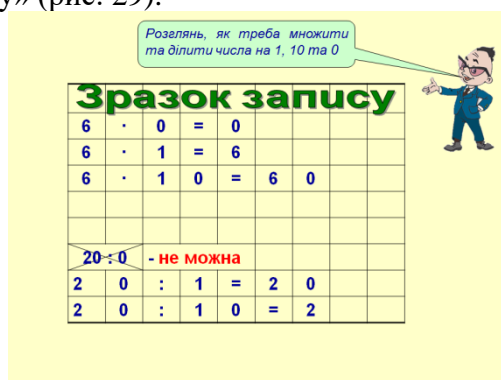 у» (рис. 29).
Розглянь, як треба множити
та ділити числа на 1, 10 та 0
Зразок запису
6 · 0 = 0
6 · 1 = 6
6 · 1 0 = 6 0
20 : 0 - не можна
2 0 : 1 = 2 0
2 0 : 1 0 = 2